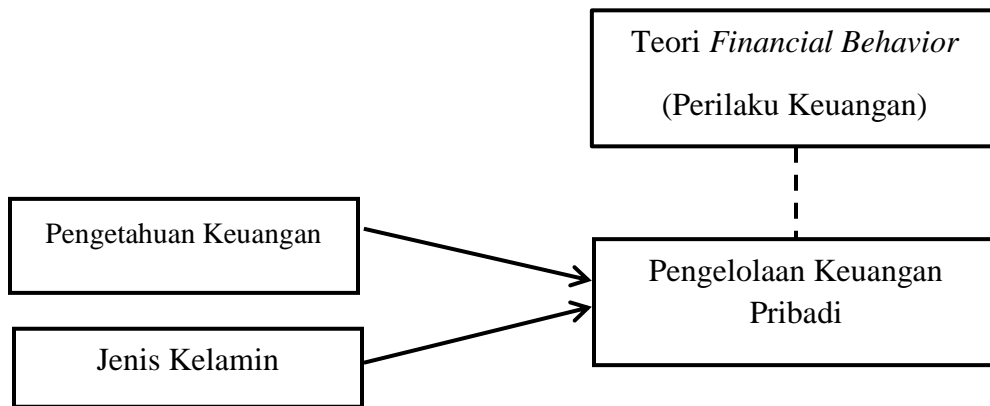 Teori Financial Behavior
(Perilaku Keuangan)
Pengetahuan Keuangan
Pengelolaan Keuangan
Pribadi
Jenis Kelamin